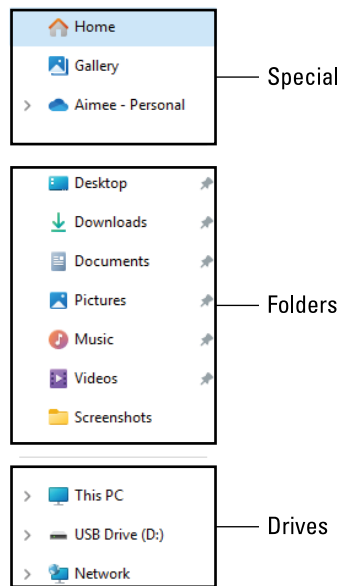 Home
Gallery
Aimee - Personal
Special
Desktop
Downloads
Documents
Pictures
Music
Videos
Screenshots
Folders
This PC
USB Drive (D:)
Network
Drives